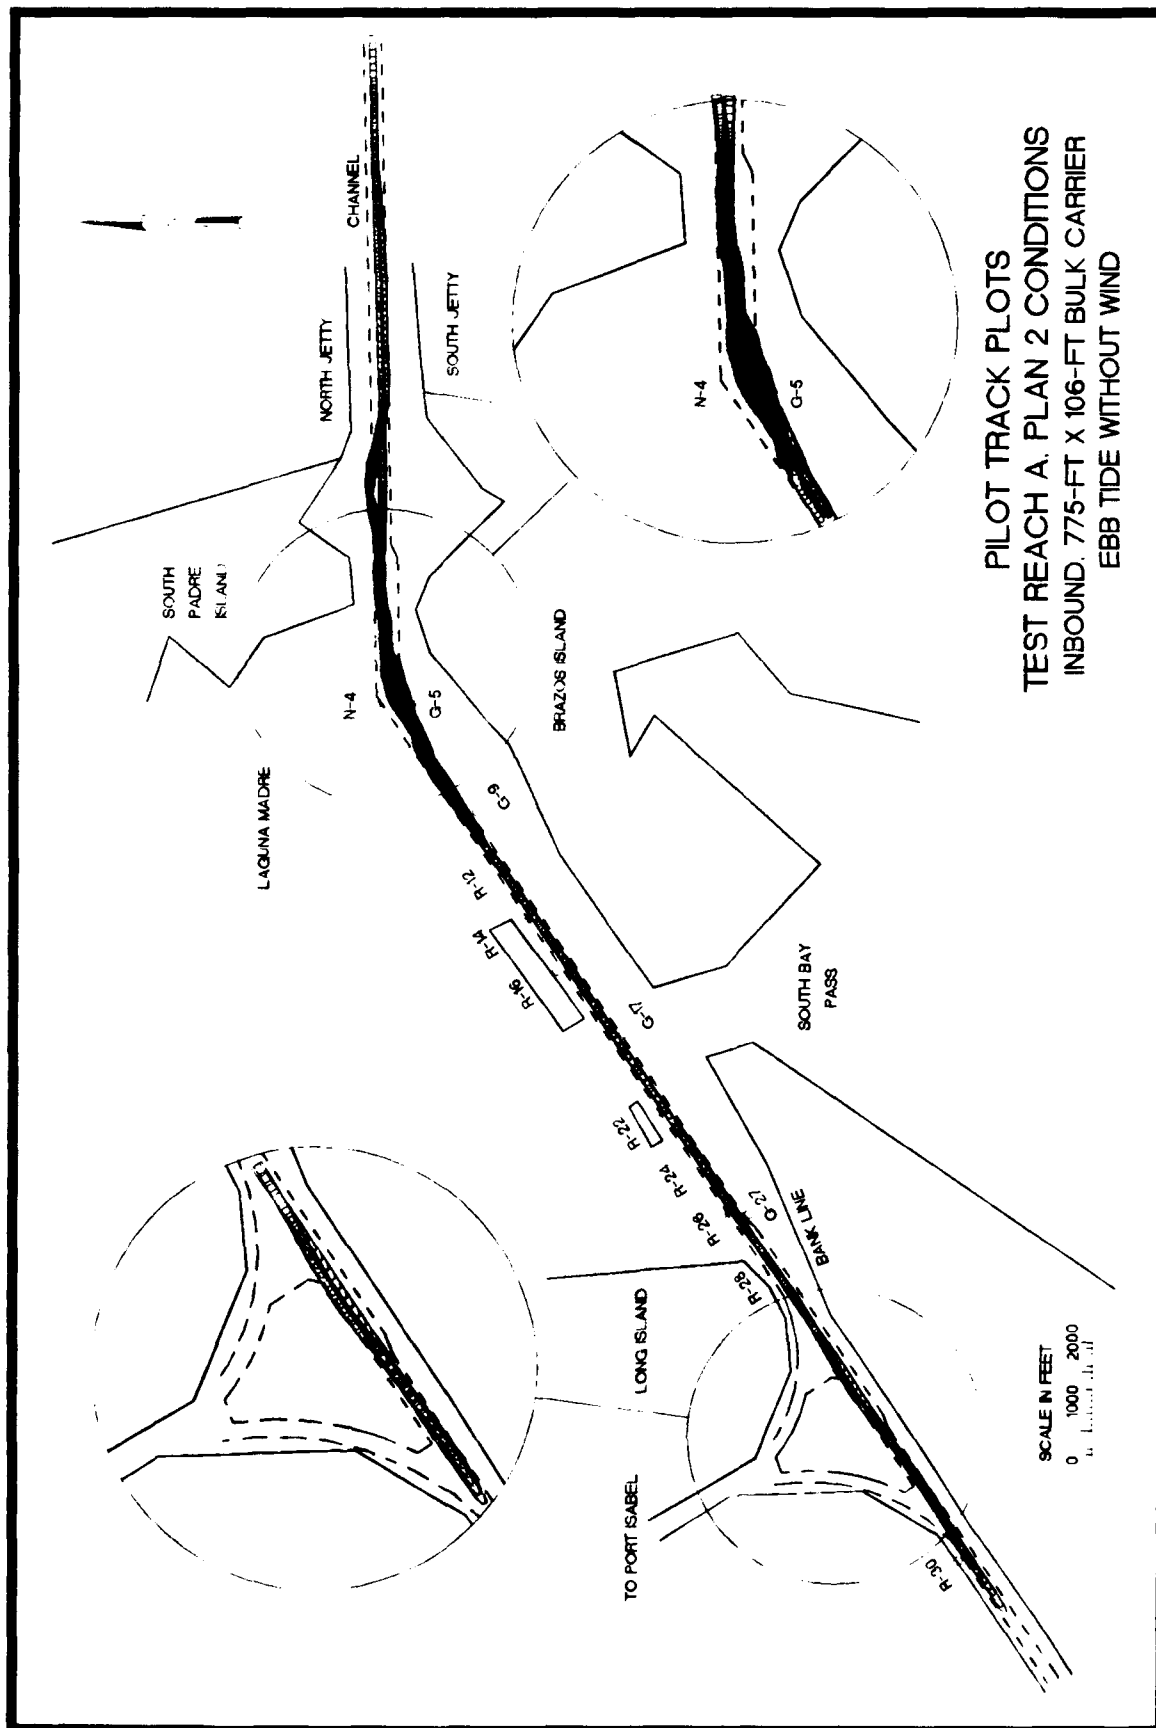 SOUTH
PADRE
ISLAND
NORTH JETTY
CHANNEL
SOUTH JETTY
LAGUNA MADRE
N-4
G-5
G-9
R-12
R-14
R-16
G-17
R-22
R-24
R-26
G-27
R-28
R-30
BRAZOS ISLAND
SOUTH BAY
PASS
BANK LINE
LONG ISLAND
TO PORT ISABEL
N-4
G-5
SCALE IN FEET
0 1000 2000
PILOT TRACK PLOTS
TEST REACH A, PLAN 2 CONDITIONS
INBOUND, 775-FT X 106-FT BULK CARRIER
EBB TIDE WITHOUT WIND